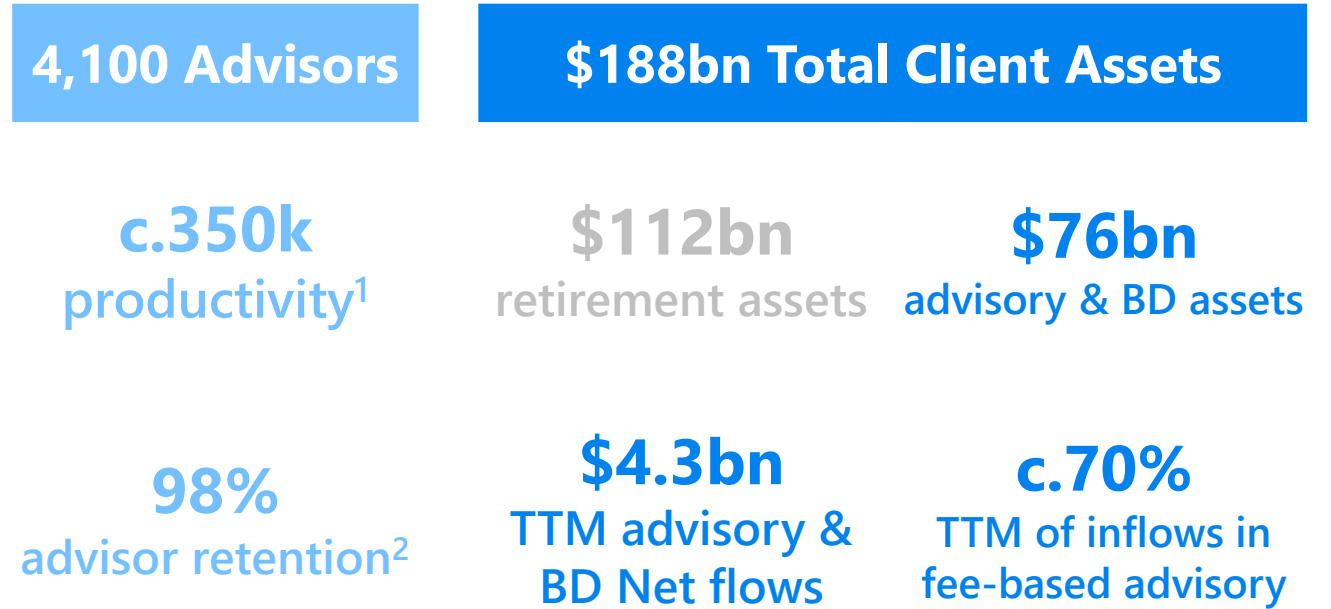 4,100 Advisors
$188bn Total Client Assets
c.350k
productivity1
$112bn
retirement assets
$76bn
advisory & BD assets
98%
advisor retention2
$4.3bn
TTM advisory &
BD Net flows
c.70%
TTM of inflows in
fee-based advisory